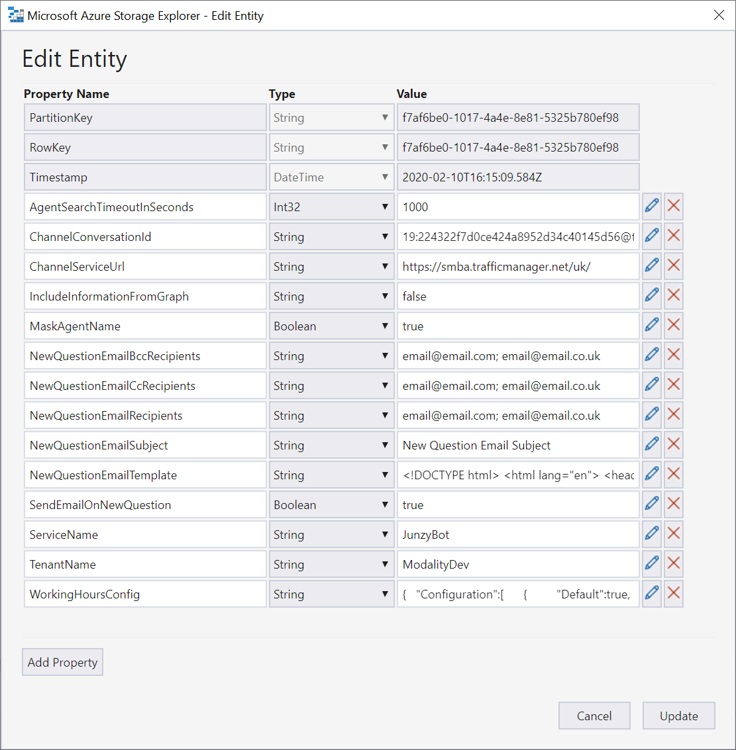 Microsoft Azure Storage Explorer - Edit Entity
Edit Entity
Property Name Type Value
PartitionKey String f7af6be0-1017-4a4e-8e81-5325b780ef98
RowKey String f7af6be0-1017-4a4e-8e81-5325b780ef98
Timestamp DateTime 2020-02-10T16:15:09.584Z
AgentSearchTimeoutInSeconds Int32 1000
ChannelConversationId String 19:224322f7d0ce424a8952d34c40145d56@t
ChannelServiceUrl String https://smba.trafficmanager.net/uk/
IncludeInformationFromGraph String false
MaskAgentName Boolean true
NewQuestionEmailBccRecipients String email@email.com; email@email.co.uk
NewQuestionEmailCcRecipients String email@email.com; email@email.co.uk
NewQuestionEmailRecipients String email@email.com; email@email.co.uk
NewQuestionEmailSubject String New Question Email Subject
NewQuestionEmailTemplate String <!DOCTYPE html> <html lang="en"> <head
SendEmailOnNewQuestion Boolean true
ServiceName String JunzyBot
TenantName String ModalityDev
WorkingHoursConfig String { "Configuration":[ { "Default":true,
Add Property
Cancel Update